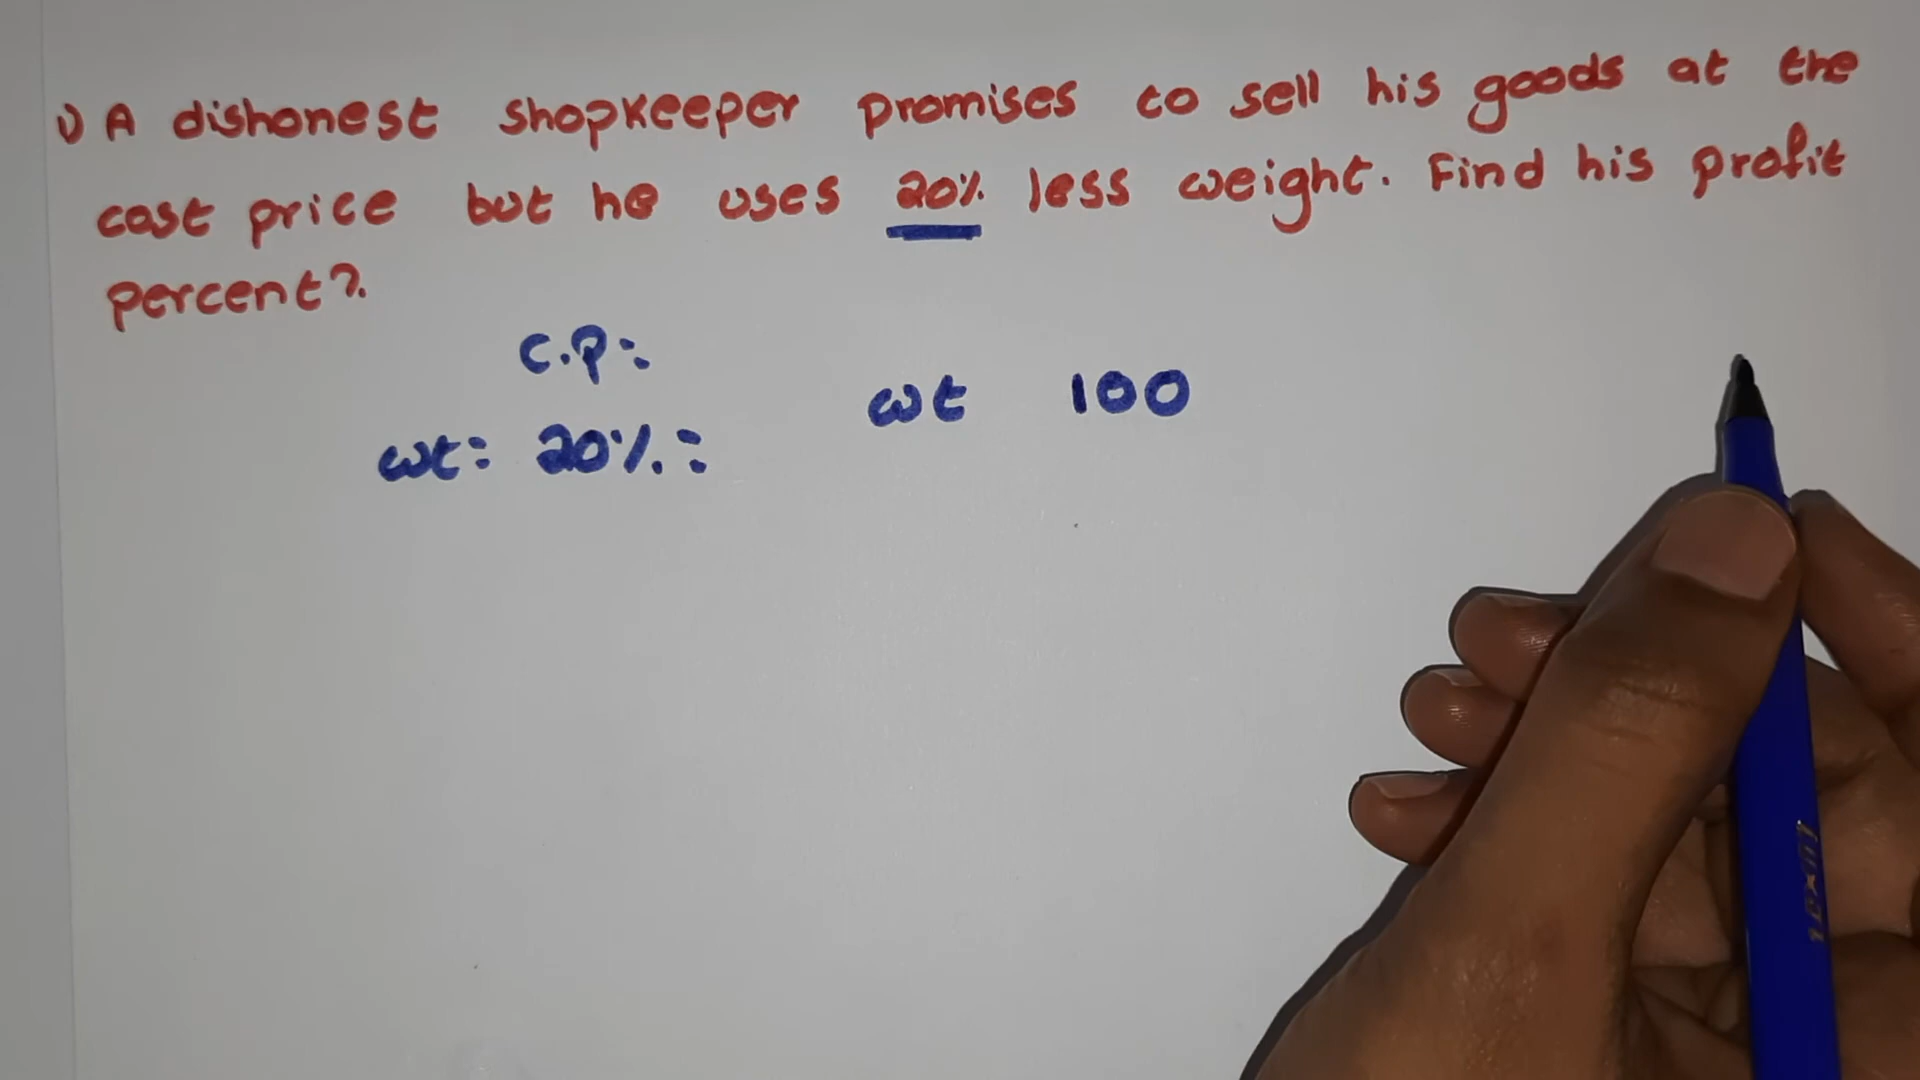 1) A dishonest shopkeeper promises to sell his goods at the
cost price but he uses 20% less weight. Find his profit
percent?.
C.P:
wt 100
wt: 20%: